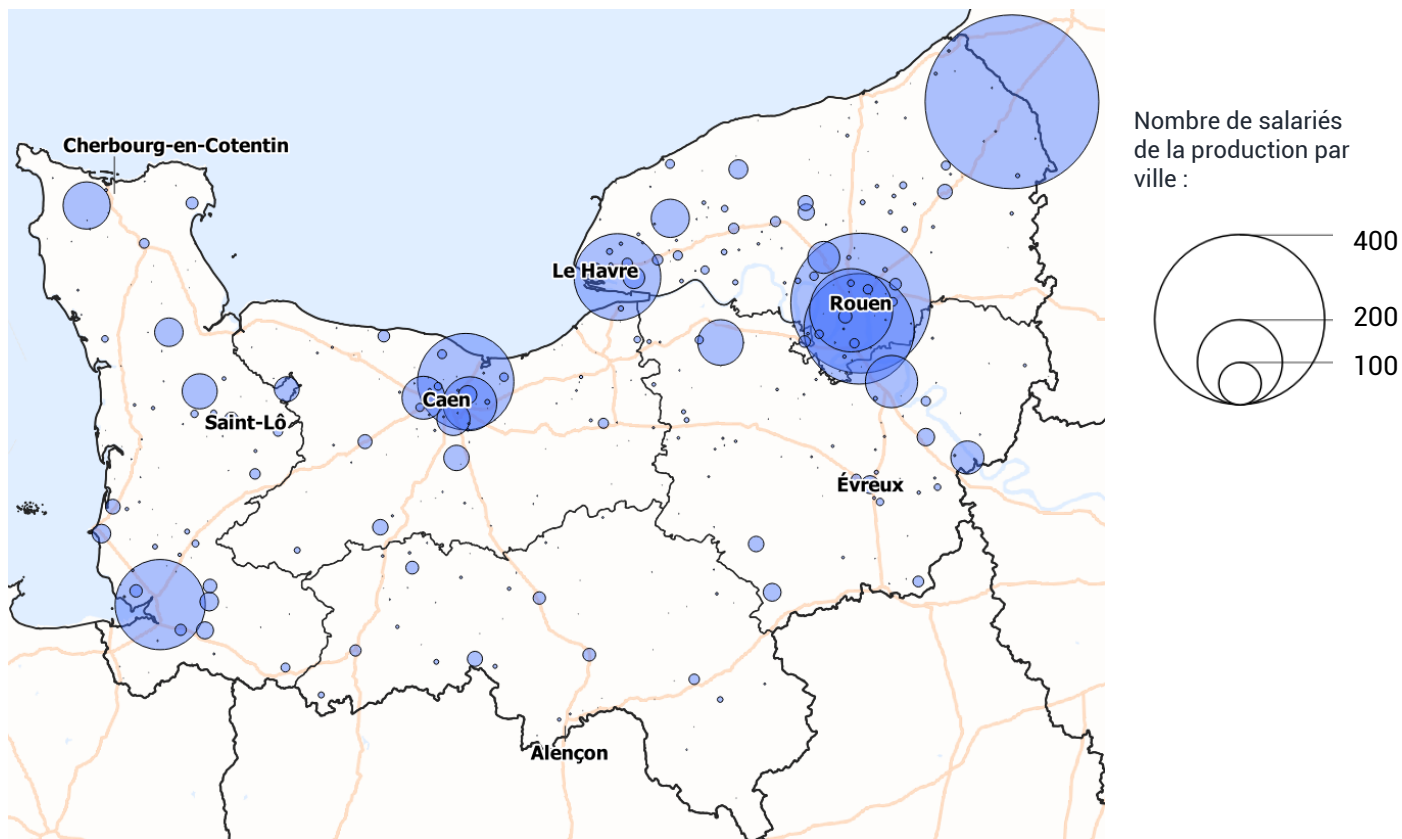 Cherbourg-en-Cotentin
Nombre de salariés
de la production par
ville :
400
200
100
Le Havre
Rouen
Caen
Saint-Lô
Évreux
Alençon